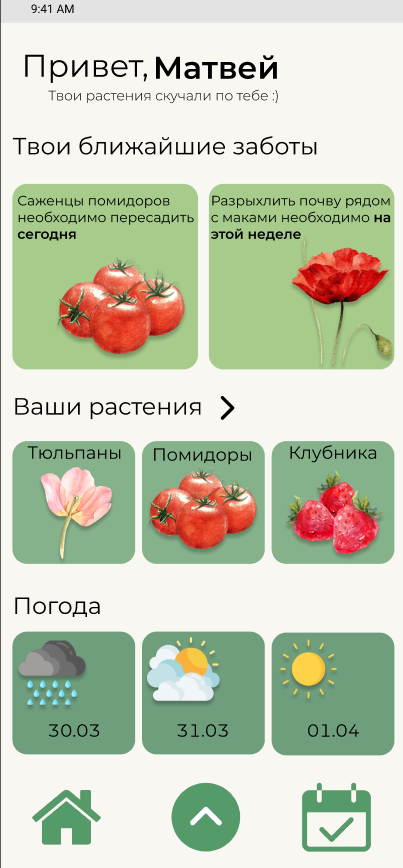 9:41 AM
Привет, Матвей
Твои растения скучали по тебе :)
Твои ближайшие заботы
Саженцы помидоров
необходимо пересадить
сегодня
Разрыхлить почву рядом
с маками необходимо на
этой неделе
Ваши растения
Тюльпаны
Помидоры
Клубника
Погода
30.03
31.03
01.04